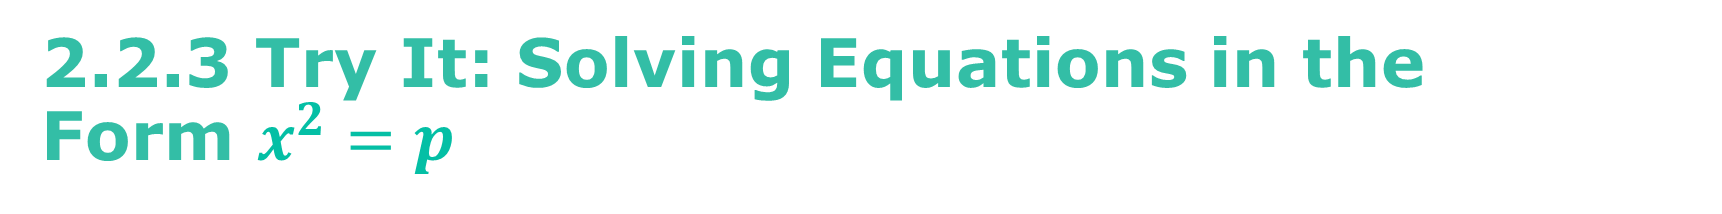 2.2.3 Try It: Solving Equations in the
Form x² = p